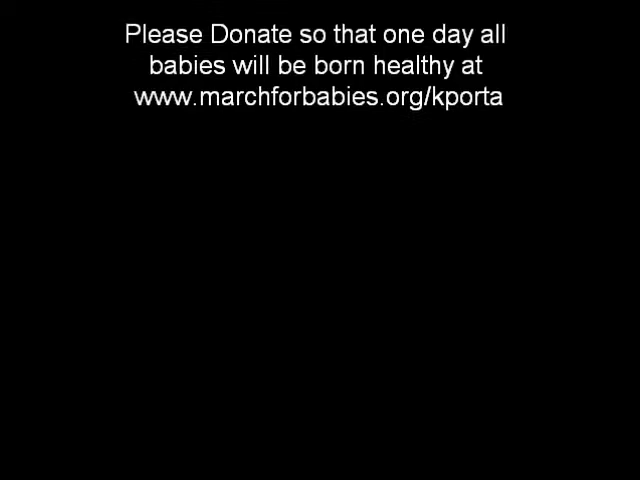 Please Donate so that one day all
babies will be born healthy at
www.marchforbabies.org/kporta